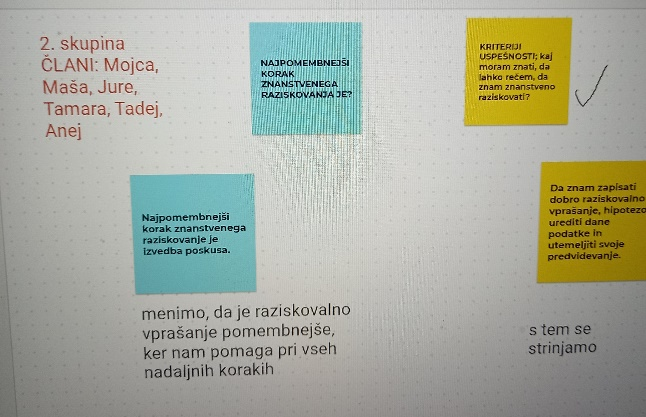 2. skupina
ČLANI: Mojca,
Maša, Jure,
Tamara, Tadej,
Anej
NAJPOMEMBNEJŠI
KORAK
ZNANSTVENEGA
RAZISKOVANJA JE?
KRITERIJI
USPEŠNOSTI; kaj
moram znati, da
lahko rečem, da
znam znanstveno
raziskovati?
Najpomembnejši
korak znanstvenega
raziskovanje je
izvedba poskusa.
Da znam zapisati
dobro raziskovalno
vprašanje, hipotezo
urediti dane
podatke in
utemeljiti svoje
predvidevanje.
menimo, da je raziskovalno
vprašanje pomembnejše,
ker nam pomaga pri vseh
nadaljnih korakih
s tem se
strinjamo